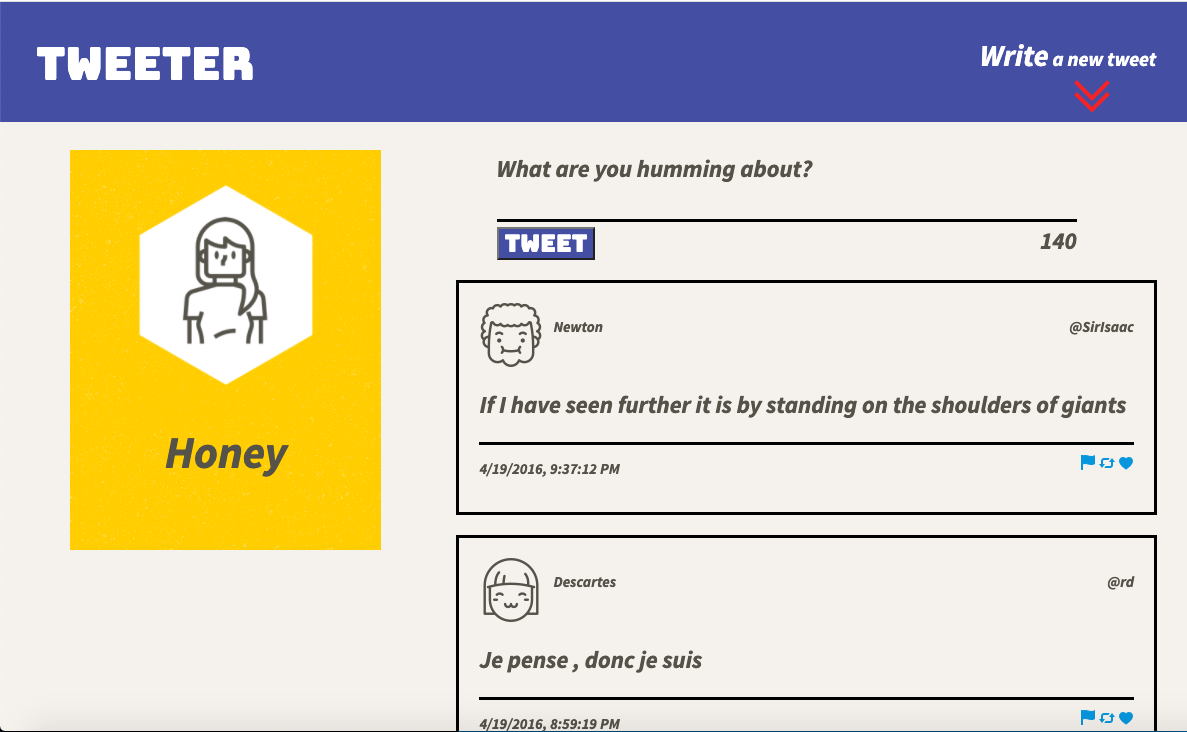 TWEETER
Write a new tweet
Honey
What are you humming about?
TWEET 140
Newton @SirIsaac
If I have seen further it is by standing on the shoulders of giants
4/19/2016, 9:37:12 PM
Descartes @rd
Je pense , donc je suis
4/19/2016, 8:59:19 PM